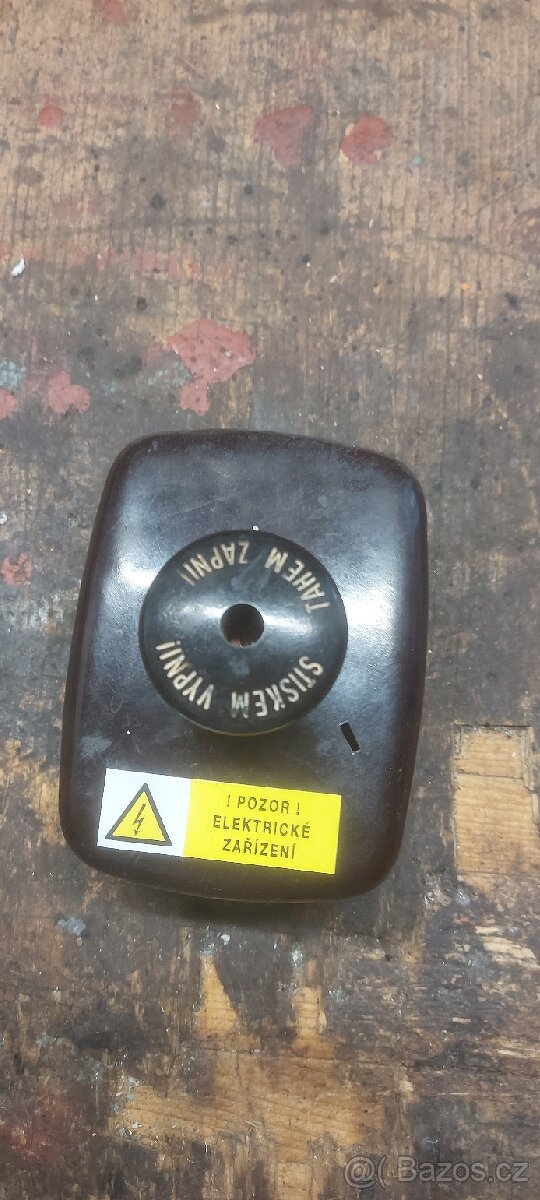 TAHEM ZAPNI!
STISKEM VYPNI!
! POZOR !
ELEKTRICKÉ
ZAŘÍZENÍ
@ Bazos.cz